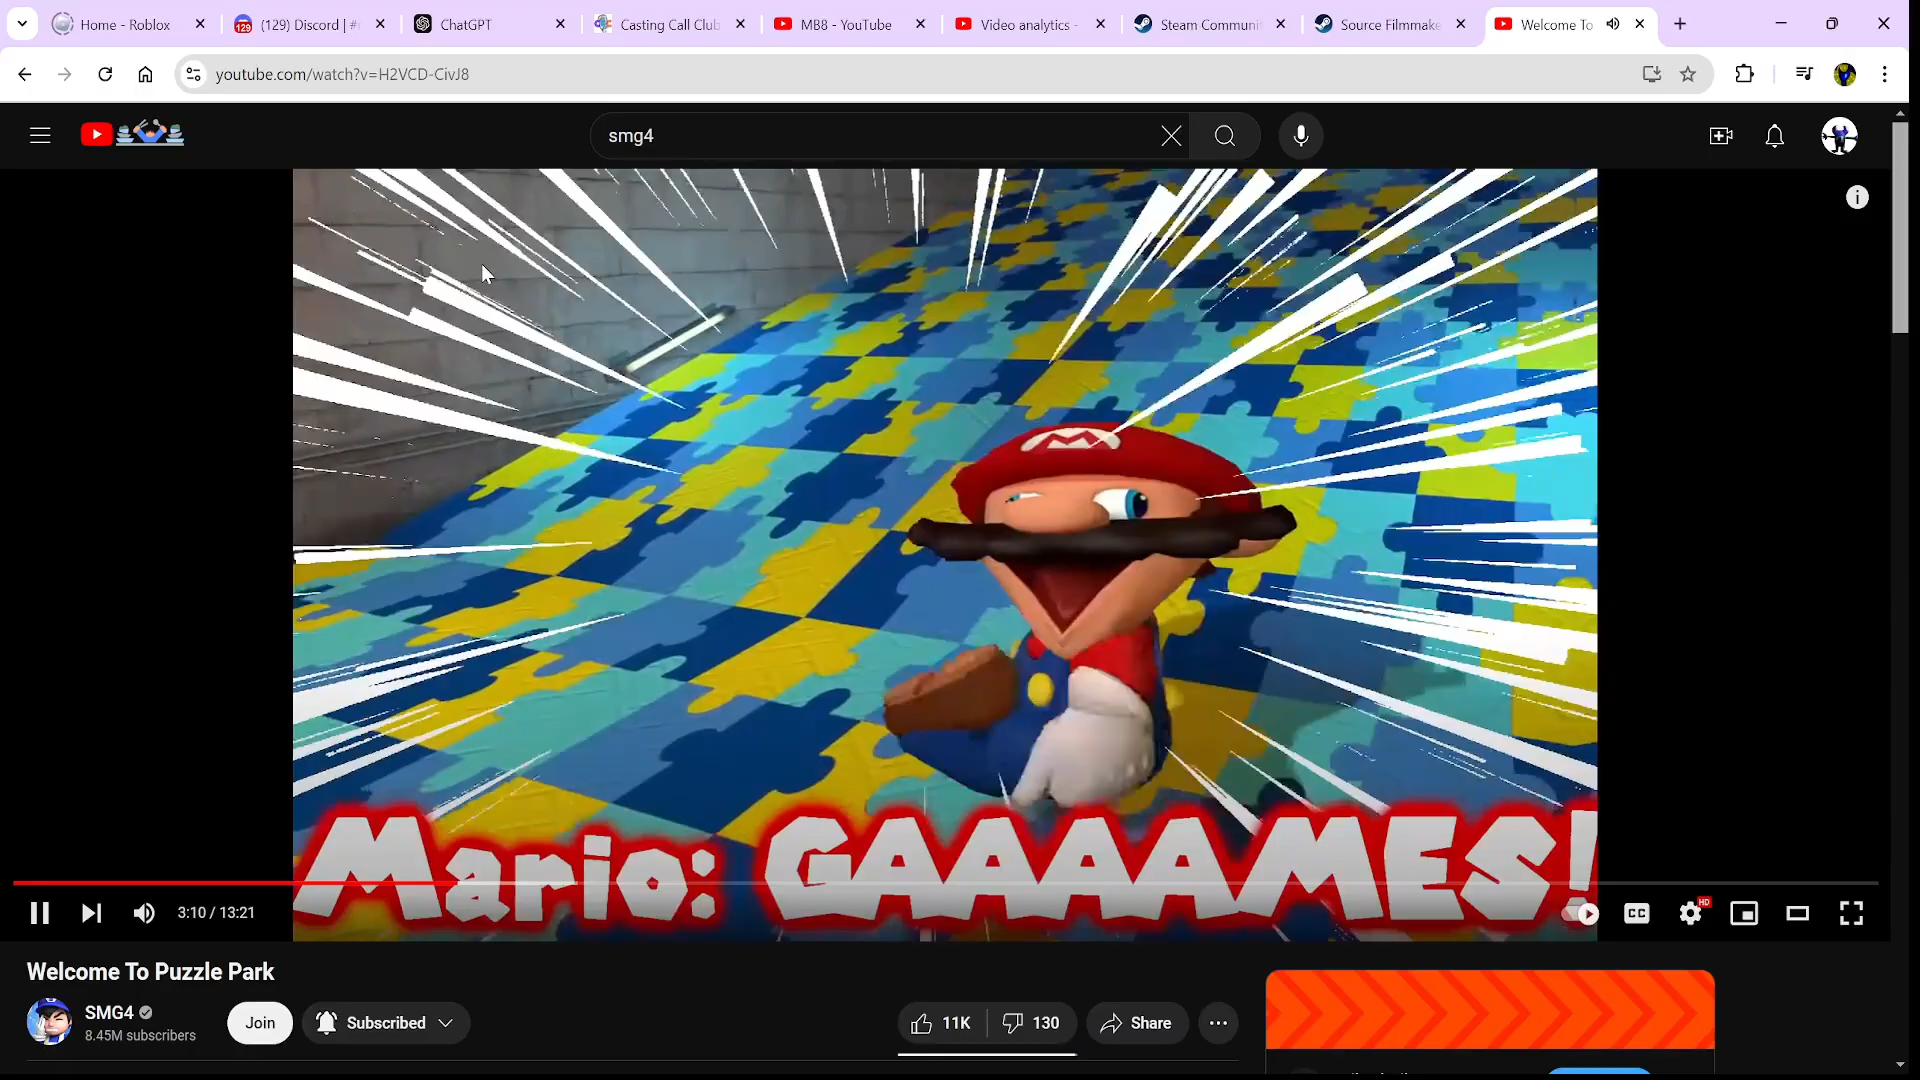 Home - Roblox
(129) Discord | #
ChatGPT
Casting Call Club
MB8 - YouTube
Video analytics -
Steam Communi
Source Filmmake
Welcome To
youtube.com/watch?v=H2VCD-CivJ8
smg4
M
Mario: GAAAAMES!
3:10 / 13:21
CC
HD
Welcome To Puzzle Park
SMG4
8.45M subscribers
Join
Subscribed
11K
130
Share